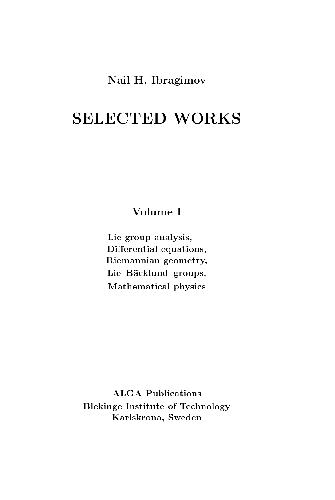 Nail H. Ibragimov
SELECTED WORKS
Volume I
Lie group analysis,
Differential equations,
Riemannian geometry,
Lie–Bäcklund groups,
Mathematical physics
ALGA Publications
Blekinge Institute of Technology
Karlskrona, Sweden